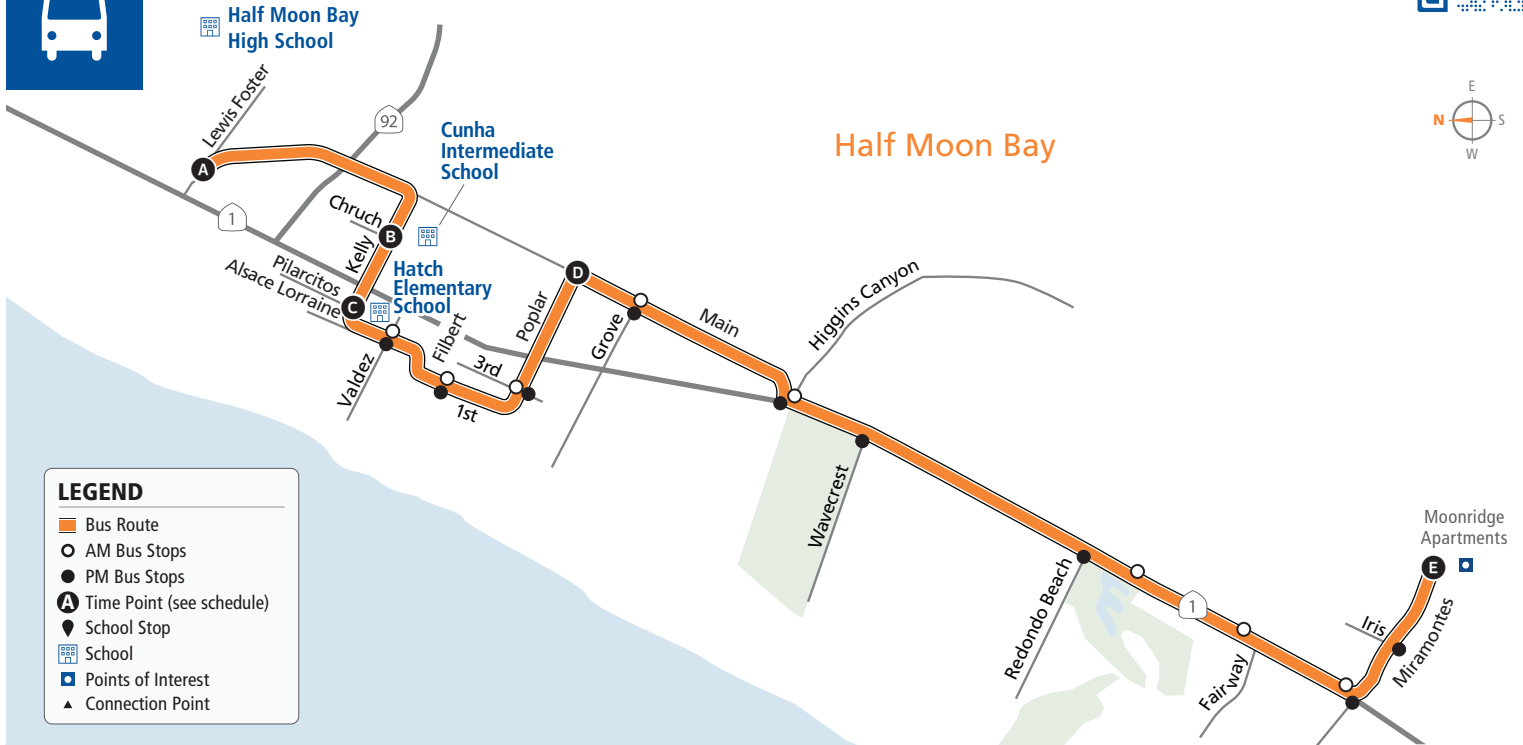 Half Moon Bay
High School
Lewis Foster
92
E
N
S
W
Half Moon Bay
Cunha
Intermediate
School
A
Chruch
B
1
Kelly
Pilarcitos
Alsace Lorraine
Hatch
Elementary
School
C
D
Filbert
Poplar
Grove
Main
Higgins Canyon
3rd
Valdez
1st
Wavecrest
LEGEND
Bus Route
AM Bus Stops
PM Bus Stops
A Time Point (see schedule)
School Stop
School
Points of Interest
Connection Point
Moonridge
Apartments
E
Redondo Beach
1
Iris
Miramontes
Fairway